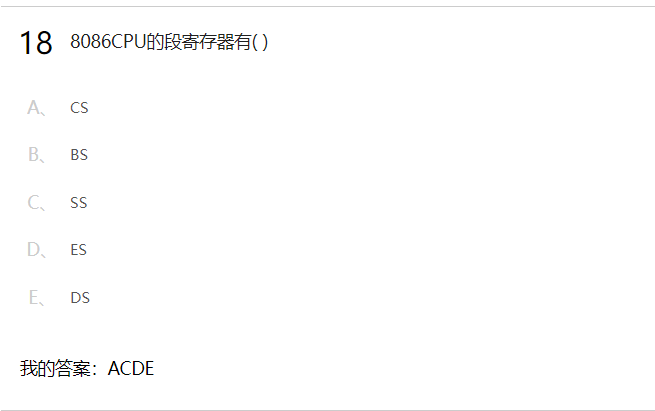 18 8086CPU的段寄存器有( )
A、 CS
B、 BS
C、 SS
D、 ES
E、 DS
我的答案：ACDE